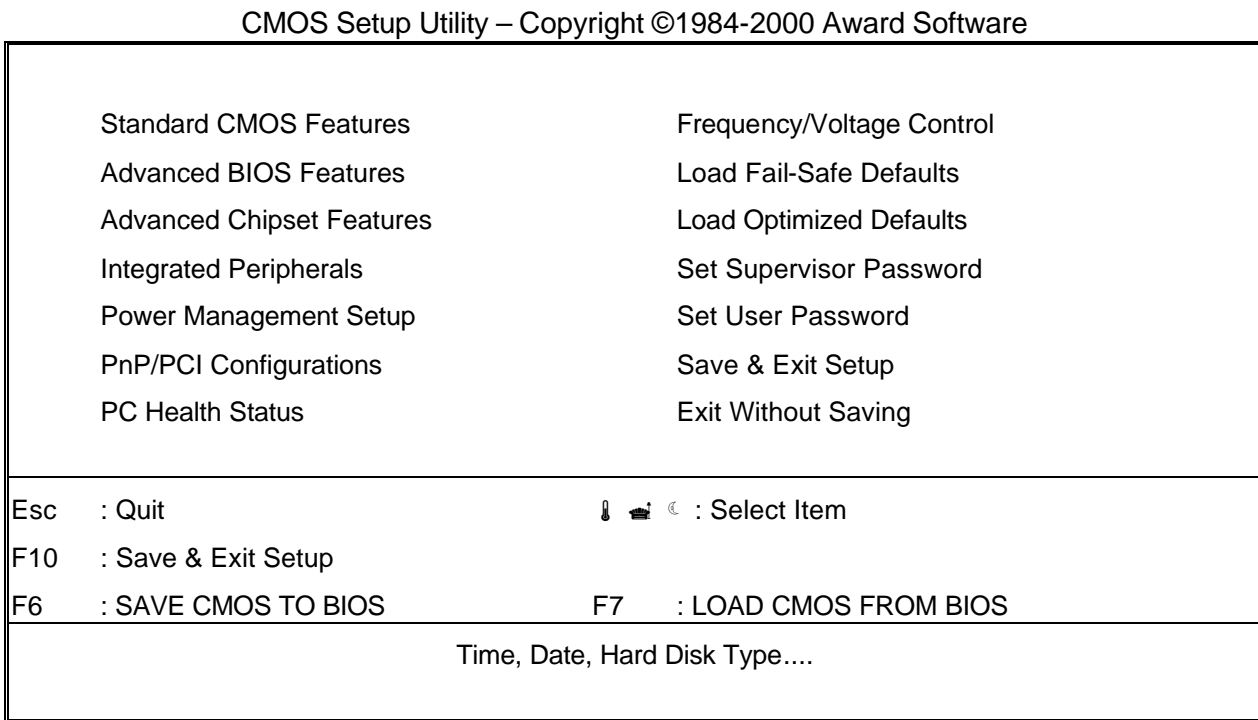 CMOS Setup Utility – Copyright ©1984-2000 Award Software
Standard CMOS Features Frequency/Voltage Control
Advanced BIOS Features Load Fail-Safe Defaults
Advanced Chipset Features Load Optimized Defaults
Integrated Peripherals Set Supervisor Password
Power Management Setup Set User Password
PnP/PCI Configurations Save & Exit Setup
PC Health Status Exit Without Saving
Esc : Quit 🌡 ☾ : Select Item
F10 : Save & Exit Setup
F6 : SAVE CMOS TO BIOS F7 : LOAD CMOS FROM BIOS
Time, Date, Hard Disk Type....